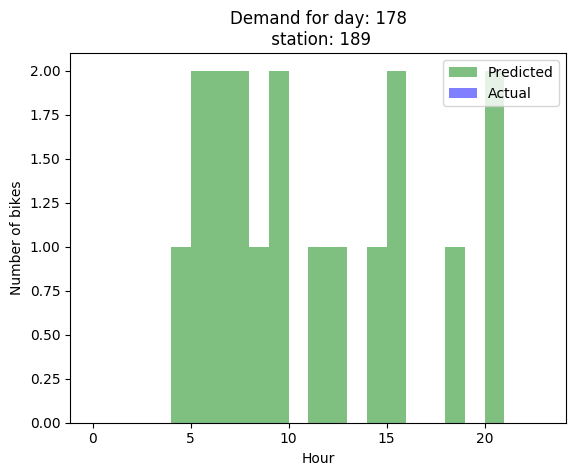 Demand for day: 178
station: 189
Predicted
Actual
Number of bikes
2.00
1.75
1.50
1.25
1.00
0.75
0.50
0.25
0.00
0 5 10 15 20
Hour